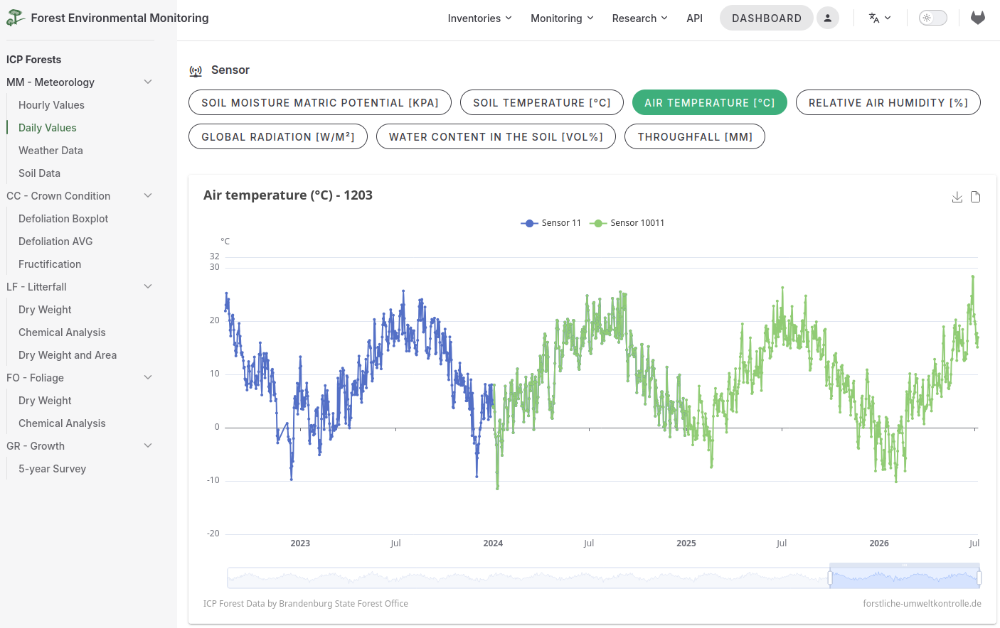 Forest Environmental Monitoring
Inventories Monitoring Research API DASHBOARD
ICP Forests
MM - Meteorology
Hourly Values
Daily Values
Weather Data
Soil Data
CC - Crown Condition
Defoliation Boxplot
Defoliation AVG
Fructification
LF - Litterfall
Dry Weight
Chemical Analysis
Dry Weight and Area
FO - Foliage
Dry Weight
Chemical Analysis
GR - Growth
5-year Survey
Sensor
SOIL MOISTURE MATRIC POTENTIAL [KPA] SOIL TEMPERATURE [°C] AIR TEMPERATURE [°C] RELATIVE AIR HUMIDITY [%]
GLOBAL RADIATION [W/M²] WATER CONTENT IN THE SOIL [VOL%] THROUGHFALL [MM]
Air temperature (°C) - 1203
Sensor 11 Sensor 10011
°C
32
30
20
10
0
-10
-20
2023 Jul 2024 Jul 2025 Jul 2026 Jul
ICP Forest Data by Brandenburg State Forest Office forstliche-umweltkontrolle.de